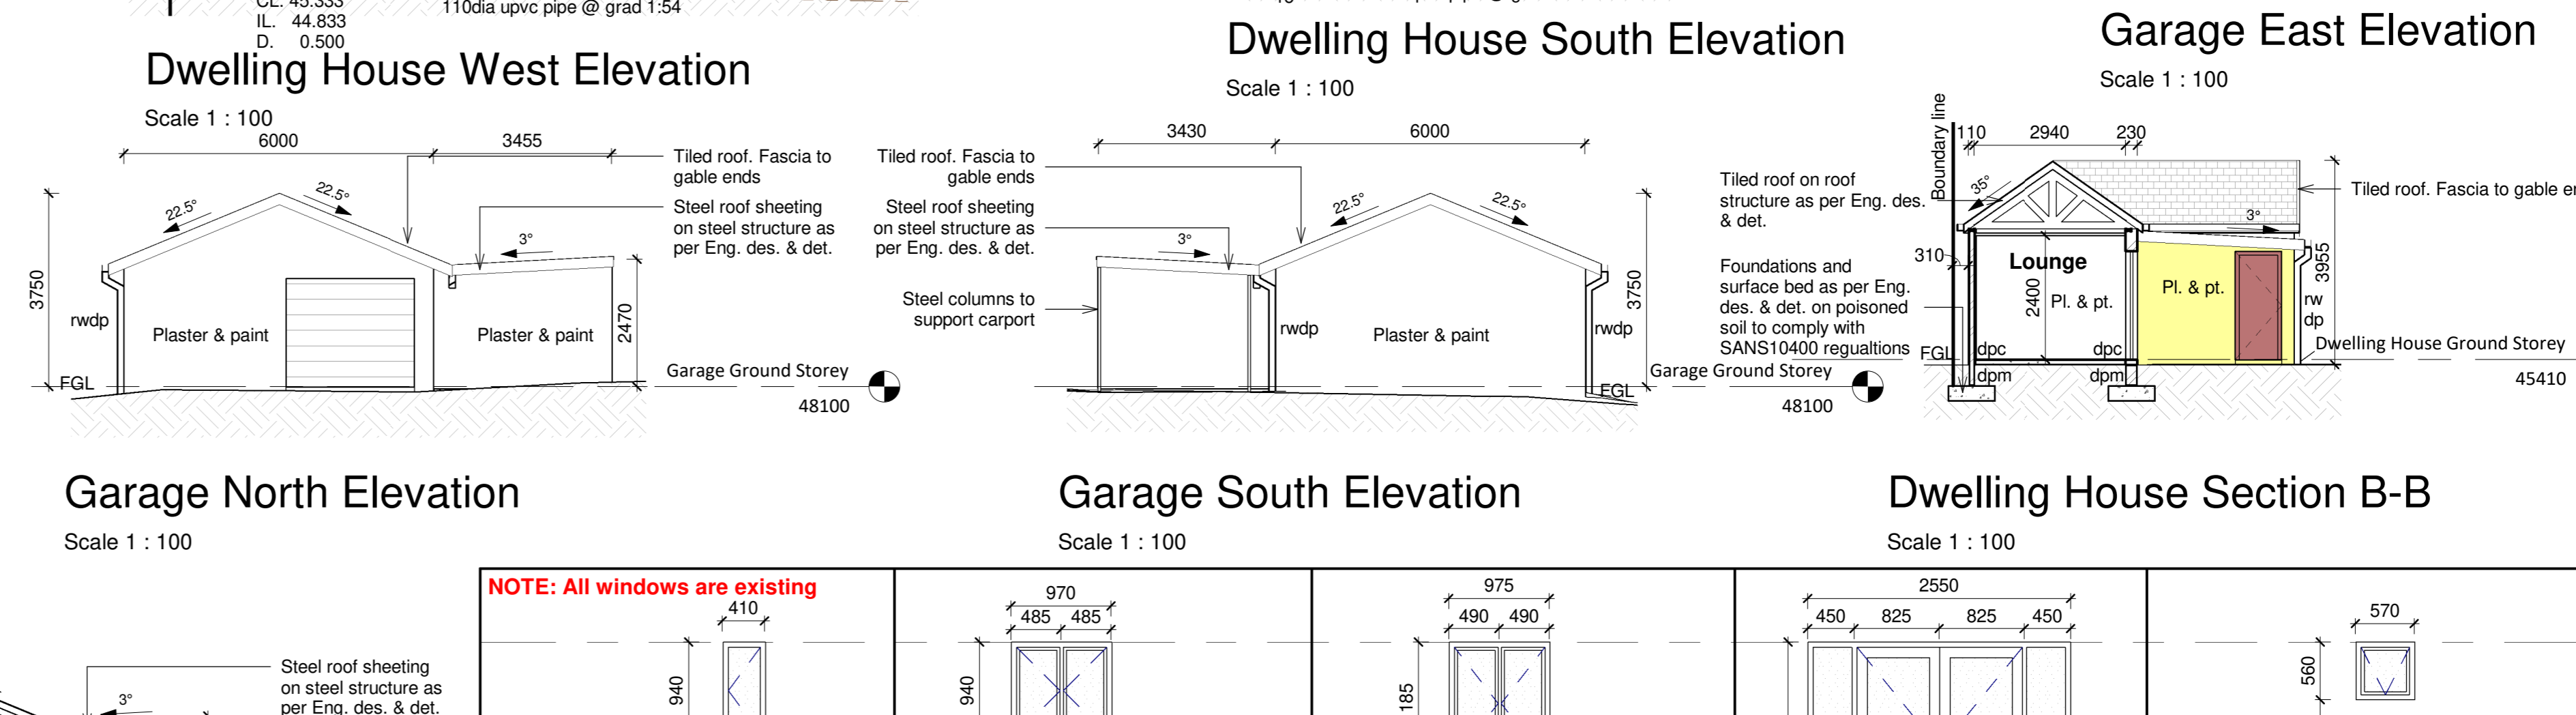 CL. 45.333
IL. 44.833
D. 0.500
110dia upvc pipe @ grad 1:54
Dwelling House West Elevation
Scale 1 : 100
Dwelling House South Elevation
Scale 1 : 100
Garage East Elevation
Scale 1 : 100
6000
3455
22.5°
22.5°
3°
3750
2470
rwdp
Plaster & paint
Plaster & paint
FGL
Tiled roof. Fascia to
gable ends
Steel roof sheeting
on steel structure as
per Eng. des. & det.
Garage Ground Storey
48100
Garage North Elevation
Scale 1 : 100
3430
6000
Tiled roof. Fascia to
gable ends
Steel roof sheeting
on steel structure as
per Eng. des. & det.
Steel columns to
support carport
3°
22.5°
22.5°
3750
rwdp
Plaster & paint
rwdp
FGL
Garage Ground Storey
48100
Garage South Elevation
Scale 1 : 100
Boundary line
110
2940
230
Tiled roof on roof
structure as per Eng. des.
& det.
Foundations and
surface bed as per Eng.
des. & det. on poisoned
soil to comply with
SANS10400 regualtions
35°
3°
310
Lounge
2400
Pl. & pt.
Pl. & pt.
3955
rw
dp
FGL
dpc
dpc
dpm
dpm
Tiled roof. Fascia to gable
Dwelling House Ground Storey
45410
Dwelling House Section B-B
Scale 1 : 100
Steel roof sheeting
on steel structure as
per Eng. des. & det.
3°
NOTE: All windows are existing
410
940
970
485
485
940
975
490
490
185
2550
450
825
825
450
570
560